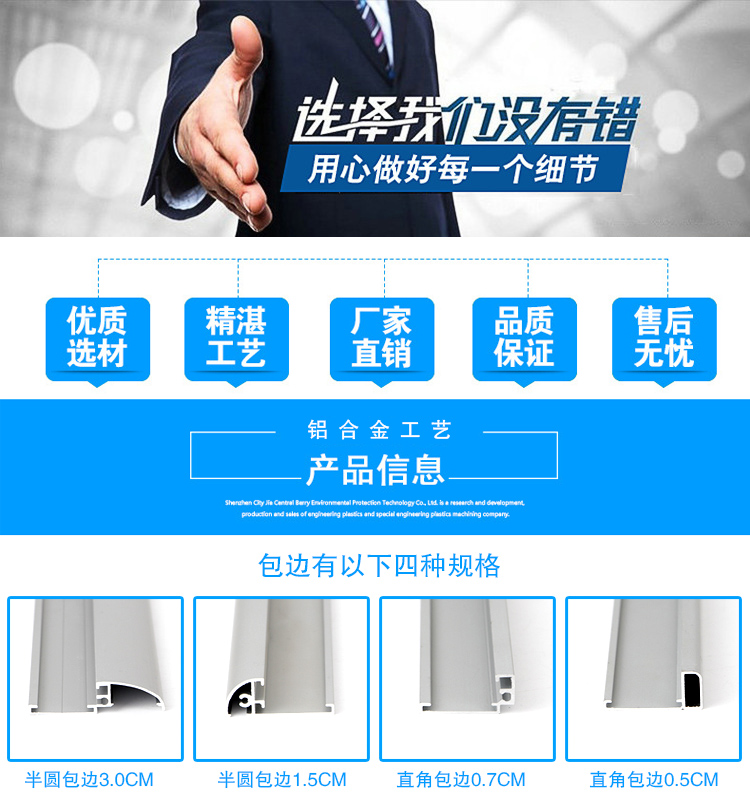 选择我们没有错
用心做好每一个细节
优质
选材
精湛
工艺
厂家
直销
品质
保证
售后
无忧
铝合金工艺
产品信息
Shenzhen City Jie Central Berry Environmental Protection Technology Co., Ltd. is a research and development,
production and sales of engineering plastics and special engineering plastics machining company.
包边有以下四种规格
半圆包边3.0CM
半圆包边1.5CM
直角包边0.7CM
直角包边0.5CM